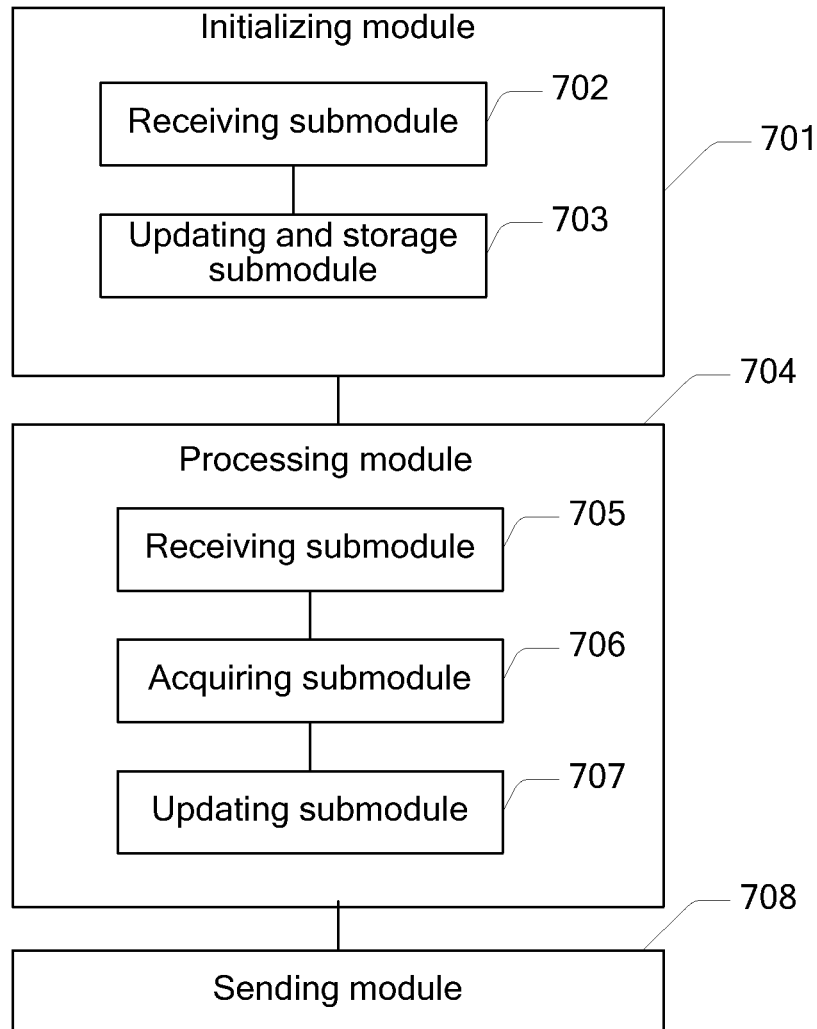 Initializing module
702
Receiving submodule
701
703
Updating and storage
submodule
704
Processing module
705
Receiving submodule
706
Acquiring submodule
707
Updating submodule
708
Sending module